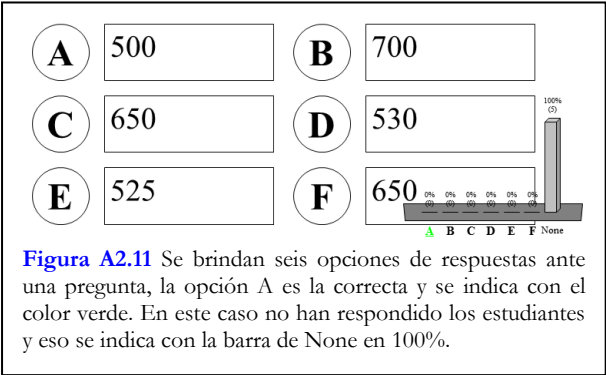 A 500 B 700
C 650 D 530
100%
(5)
E 525 F 650
0% 0% 0% 0% 0% 0%
(0) (0) (0) (0) (0) (0)
A B C D E F None
Figura A2.11 Se brindan seis opciones de respuestas ante
una pregunta, la opción A es la correcta y se indica con el
color verde. En este caso no han respondido los estudiantes
y eso se indica con la barra de None en 100%.